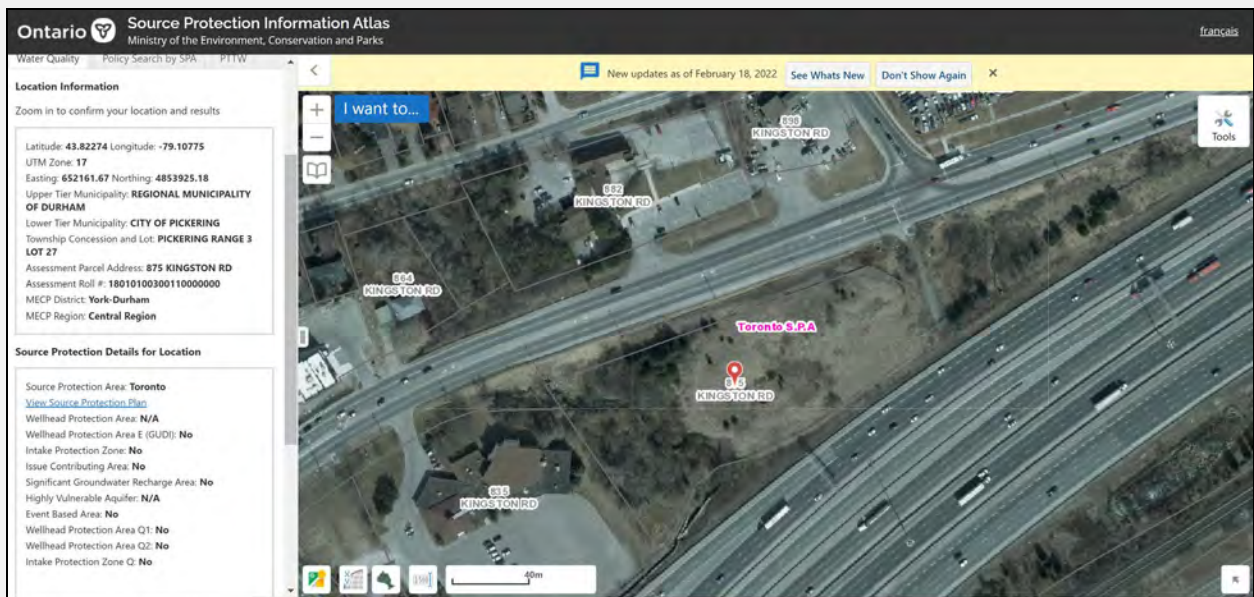 Ontario
Source Protection Information Atlas
Ministry of the Environment, Conservation and Parks
français
Water Quality Policy Search by SPA PTTW
Location Information
Zoom in to confirm your location and results
Latitude: 43.82274 Longitude: -79.10775
UTM Zone: 17
Easting: 652161.67 Northing: 4853925.18
Upper Tier Municipality: REGIONAL MUNICIPALITY
OF DURHAM
Lower Tier Municipality: CITY OF PICKERING
Township Concession and Lot: PICKERING RANGE 3
LOT 27
Assessment Parcel Address: 875 KINGSTON RD
Assessment Roll #: 18010100300110000000
MECP District: York-Durham
MECP Region: Central Region
Source Protection Details for Location
Source Protection Area: Toronto
View Source Protection Plan
Wellhead Protection Area: N/A
Wellhead Protection Area E (GUDI): No
Intake Protection Zone: No
Issue Contributing Area: No
Significant Groundwater Recharge Area: No
Highly Vulnerable Aquifer: N/A
Event Based Area: No
Wellhead Protection Area Q1: No
Wellhead Protection Area Q2: No
Intake Protection Zone Q: No
New updates as of February 18, 2022 See Whats New Don't Show Again
I want to...
Tools
898
KINGSTON RD
882
KINGSTON RD
864
KINGSTON RD
Toronto S.P.A
KINGSTON RD
835
KINGSTON RD
40m